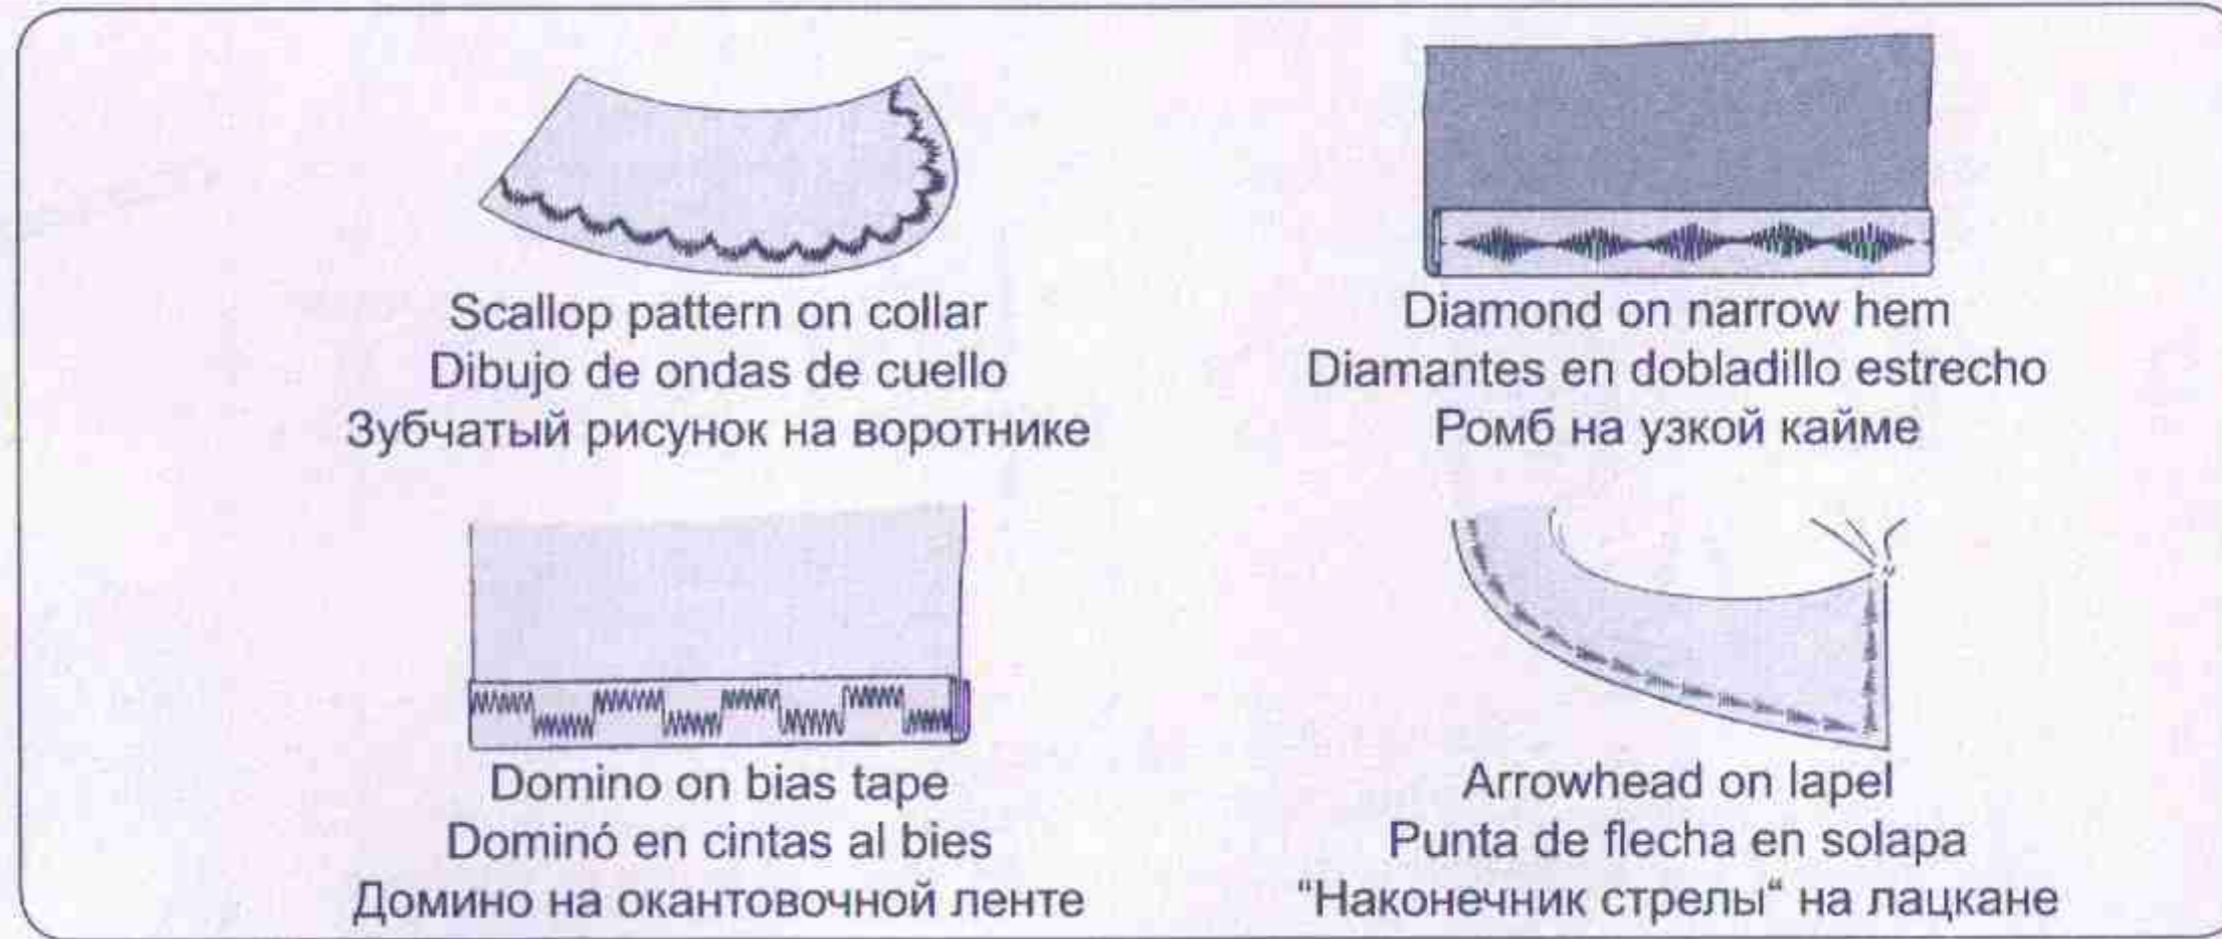 Scallop pattern on collar
Dibujo de ondas de cuello
Зубчатый рисунок на воротнике
Diamond on narrow hem
Diamantes en dobladillo estrecho
Ромб на узкой кайме
Domino on bias tape
Dominó en cintas al bies
Домино на окантовочной ленте
Arrowhead on lapel
Punta de flecha en solapa
“Наконечник стрелы“ на лацкане